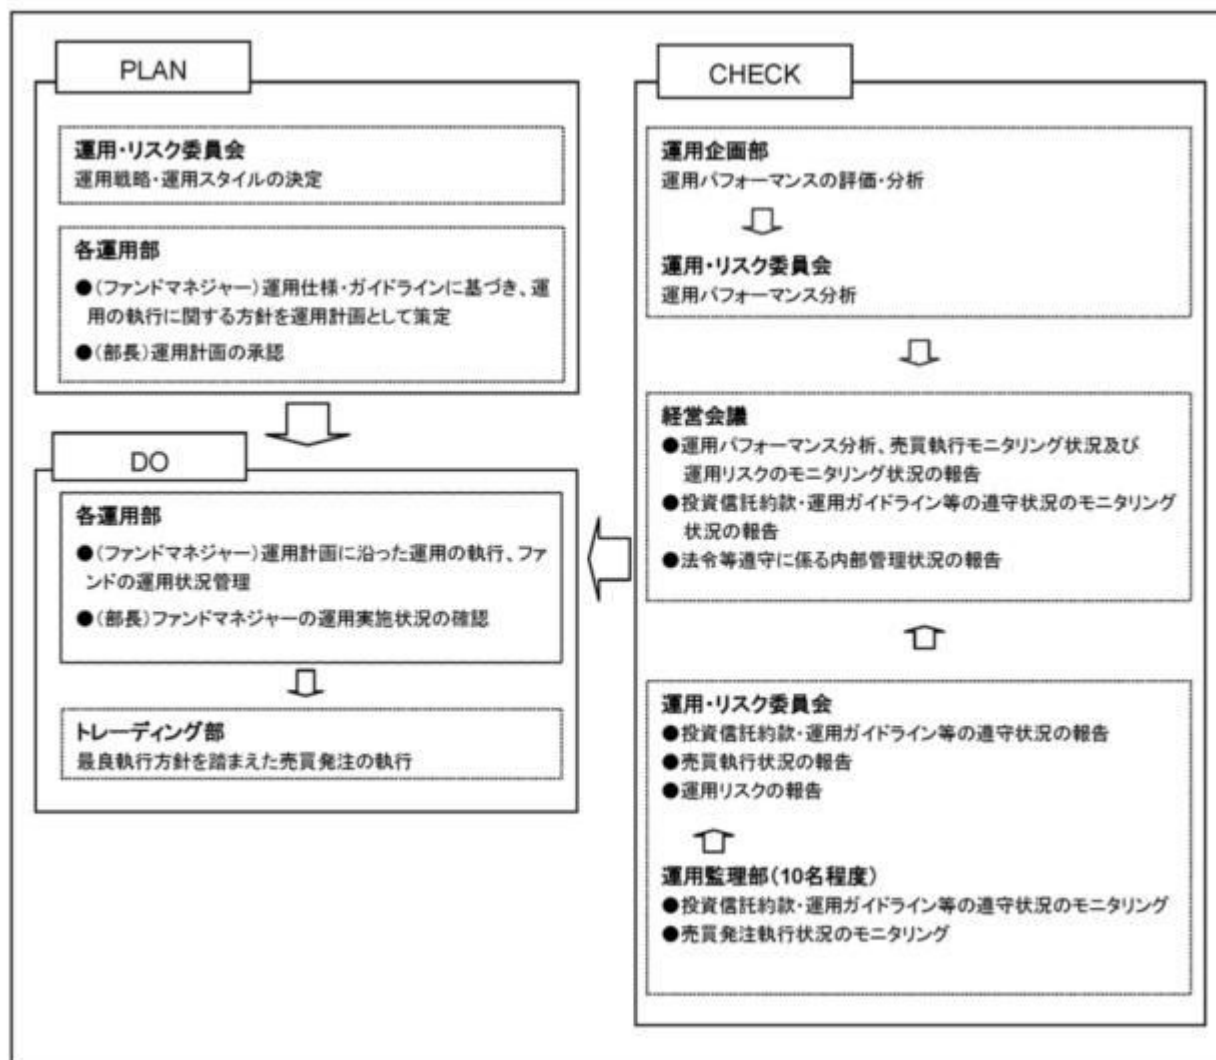 PLAN
運用・リスク委員会
運用戦略・運用スタイルの決定
各運用部
●(ファンドマネジャー)運用仕様・ガイドラインに基づき、運
用の執行に関する方針を運用計画として策定
●(部長)運用計画の承認
DO
各運用部
●(ファンドマネジャー)運用計画に沿った運用の執行、ファ
ンドの運用状況管理
●(部長)ファンドマネジャーの運用実施状況の確認
トレーディング部
最良執行方針を踏まえた売買発注の執行
CHECK
運用企画部
運用パフォーマンスの評価・分析
運用・リスク委員会
運用パフォーマンス分析
経営会議
●運用パフォーマンス分析、売買執行モニタリング状況及び
運用リスクのモニタリング状況の報告
●投資信託約款・運用ガイドライン等の遵守状況のモニタリング
状況の報告
●法令等遵守に係る内部管理状況の報告
運用・リスク委員会
●投資信託約款・運用ガイドライン等の遵守状況の報告
●売買執行状況の報告
●運用リスクの報告
運用監理部(10名程度)
●投資信託約款・運用ガイドライン等の遵守状況のモニタリング
●売買発注執行状況のモニタリング